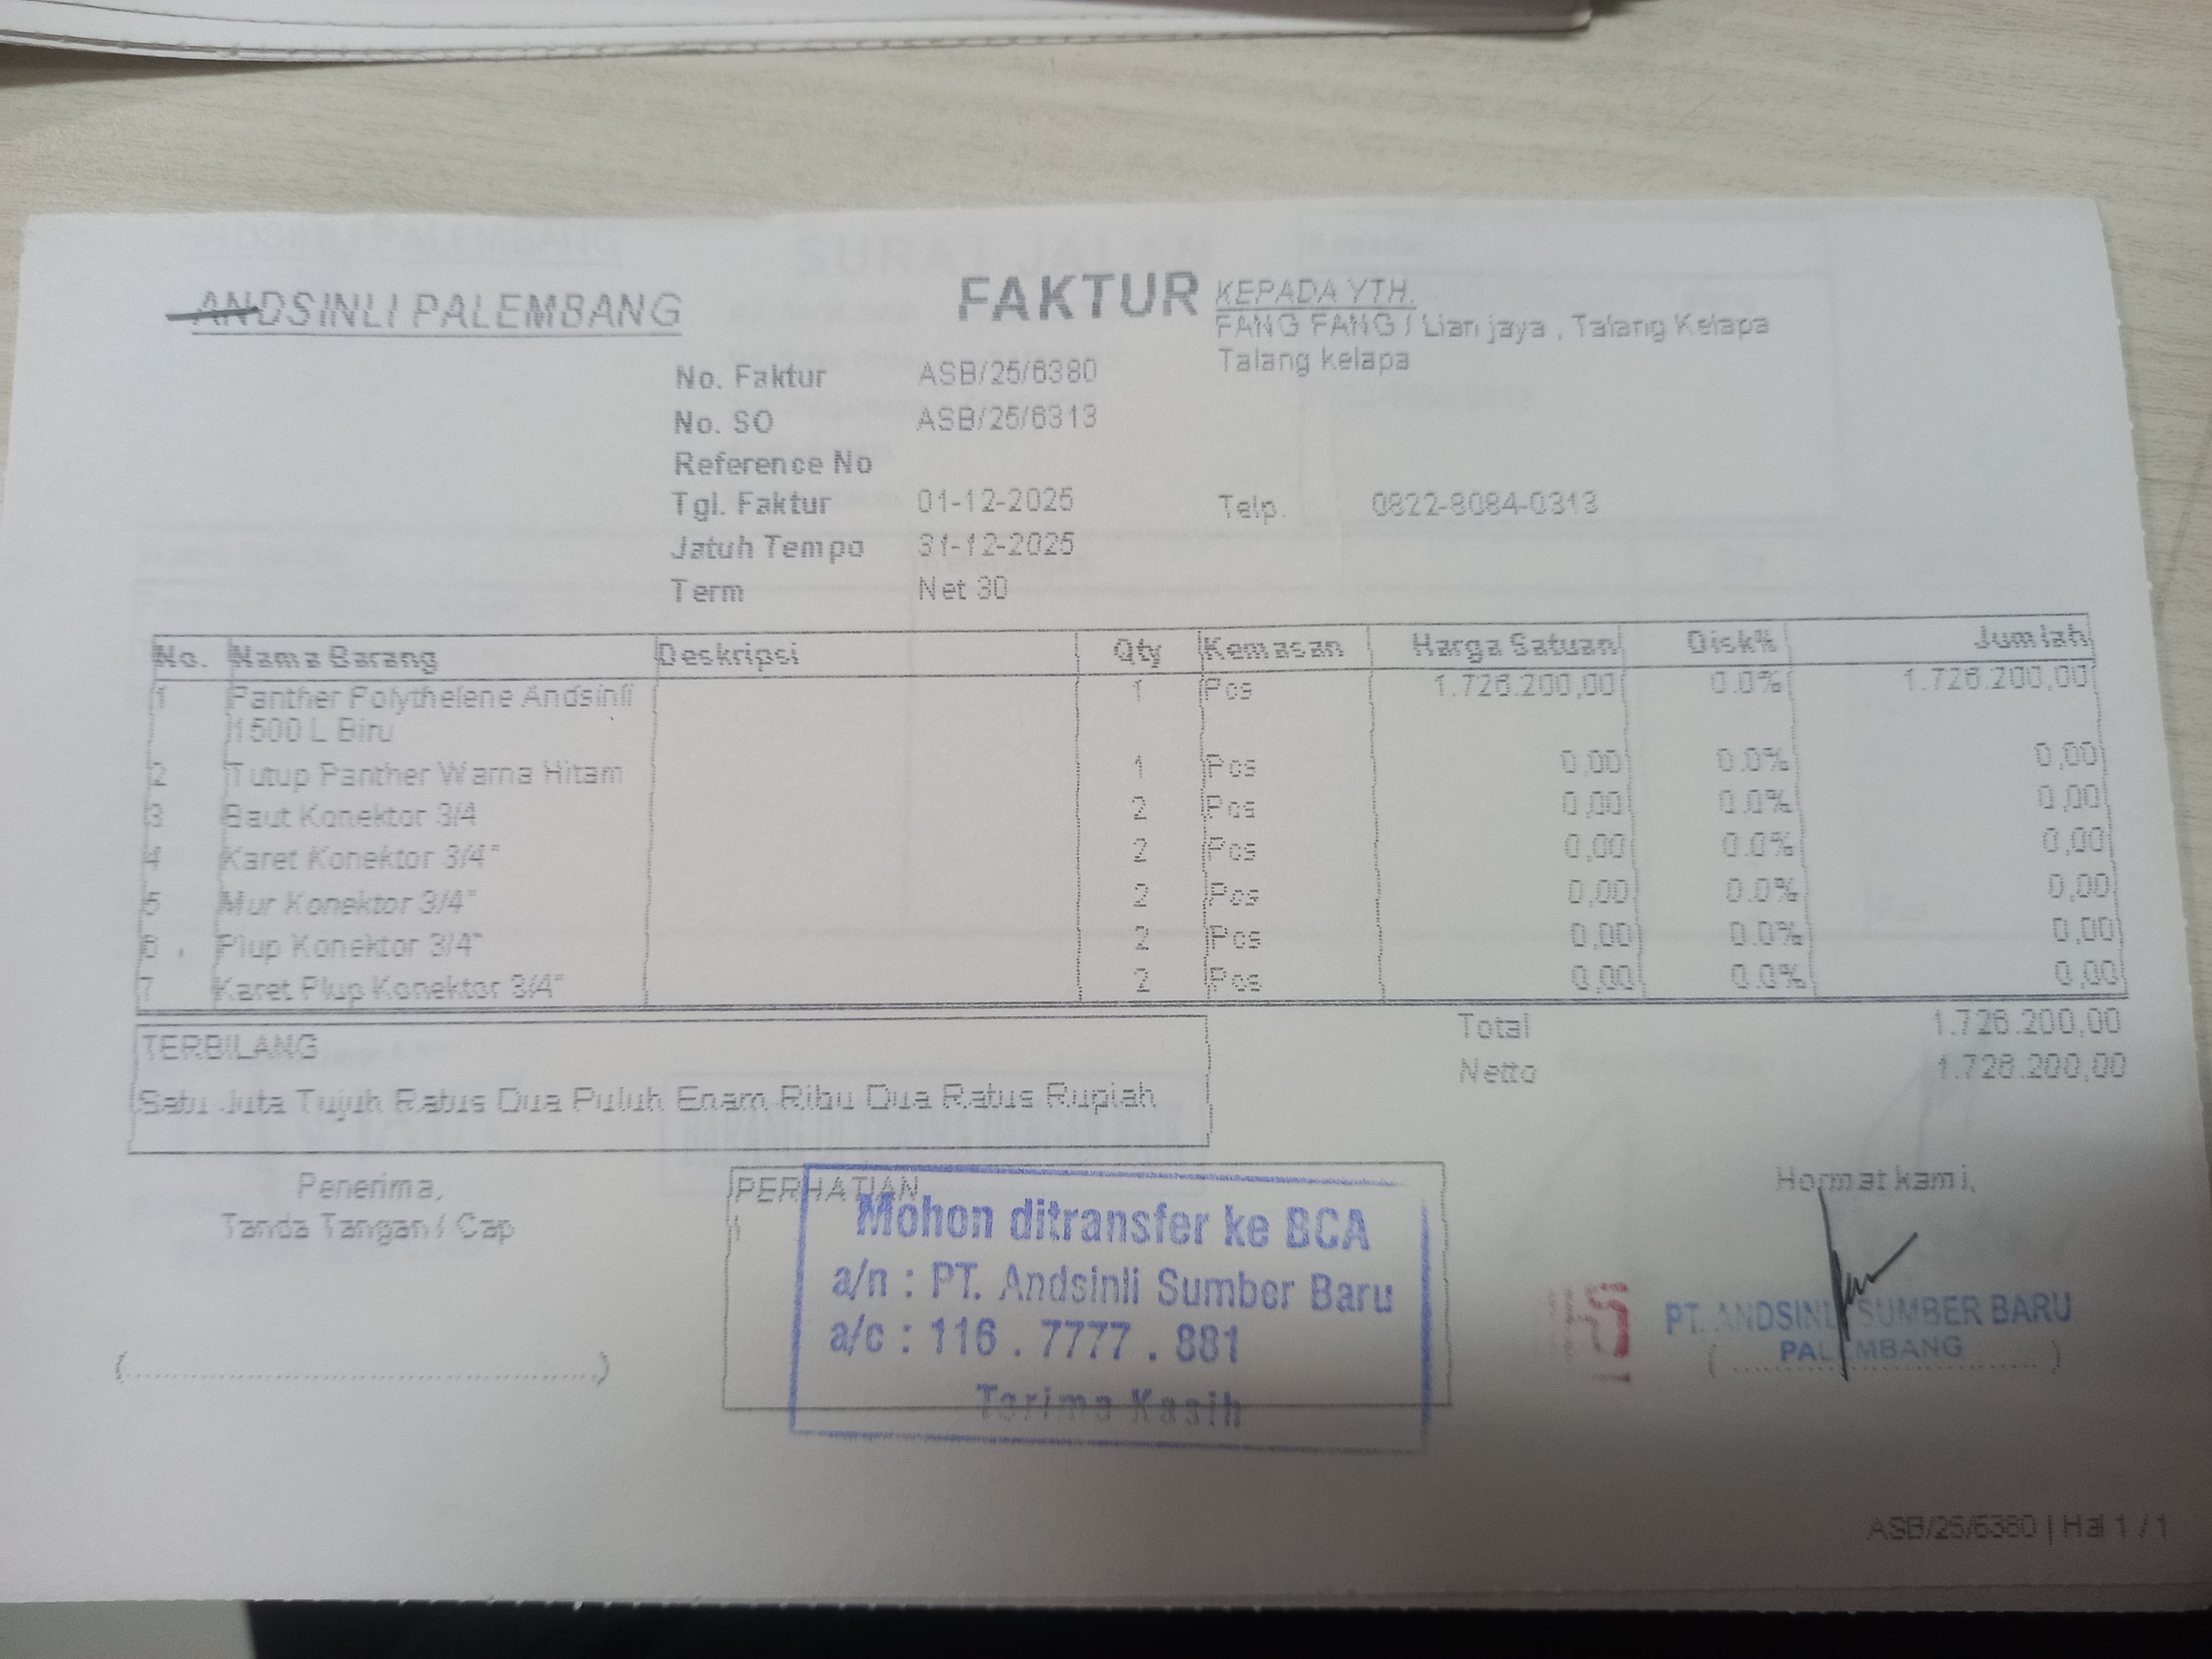 ANDSINLI PALEMBANG
FAKTUR
KEPADA YTH.
FANG FANG / Lian jaya , Talang Kelapa
Talang kelapa
No. Faktur ASB/25/6380
No. SO ASB/25/6313
Reference No
Tgl. Faktur 01-12-2025 Telp. 0822-8084-0313
Jatuh Tempo 31-12-2025
Term Net 30
No. Nama Barang Deskripsi Qty Kemasan Harga Satuan Disk% Jumlah
1 Panther Polythelene Andsinli 1 Pcs 1.726.200,00 0.0% 1.726.200,00
1500 L Biru
2 Tutup Panther Warna Hitam 1 Pcs 0,00 0.0% 0,00
3 Baut Konektor 3/4 2 Pcs 0,00 0.0% 0,00
4 Karet Konektor 3/4" 2 Pcs 0,00 0.0% 0,00
5 Mur Konektor 3/4" 2 Pcs 0,00 0.0% 0,00
6 Plup Konektor 3/4" 2 Pcs 0,00 0.0% 0,00
7 Karet Plup Konektor 3/4" 2 Pcs 0,00 0.0% 0,00
Total 1.726.200,00
Netto 1.726.200,00
TERBILANG
Satu Juta Tujuh Ratus Dua Puluh Enam Ribu Dua Ratus Rupiah
Penerima,
Tanda Tangan / Cap
(........................................)
PERHATIAN
Mohon ditransfer ke BCA
a/n : PT. Andsinli Sumber Baru
a/c : 116 . 7777 . 881
Terima Kasih
Hormat kami,
PT. ANDSINLI SUMBER BARU
PALEMBANG
ASB/25/6380 | Hal 1 / 1
SURAT JALAN
Kepada